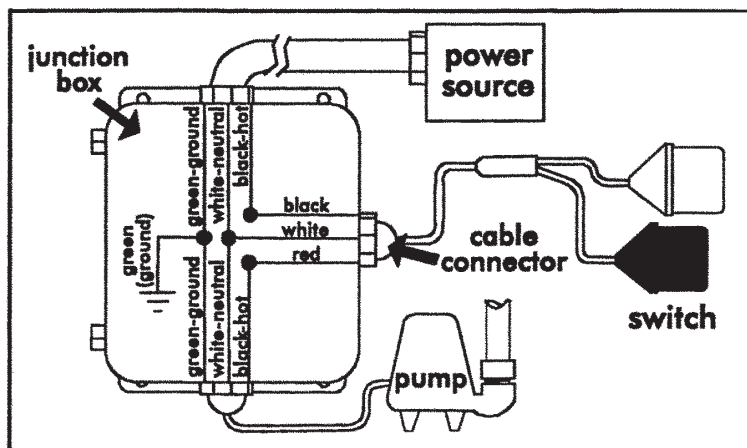 junction
box
power
source
green-ground
white-neutral
black-hot
black
white
red
green
(ground)
green-ground
white-neutral
black-hot
cable
connector
switch
pump